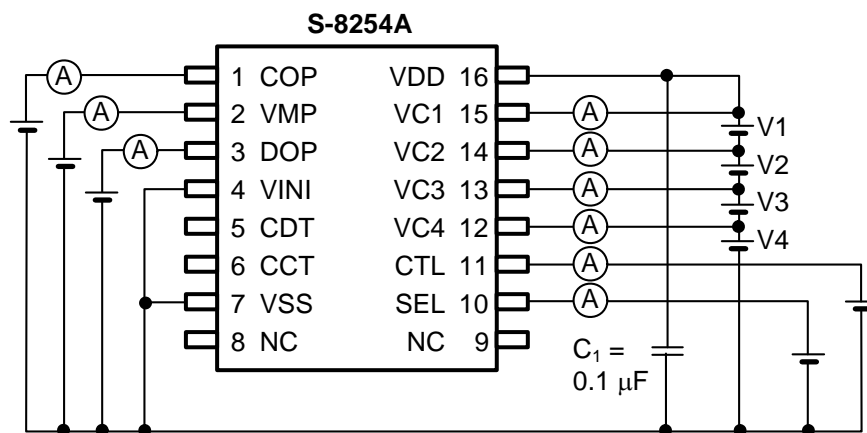 S-8254A
A 1 COP VDD 16
A 2 VMP VC1 15 A V1
A 3 DOP VC2 14 A V2
4 VINI VC3 13 A V3
5 CDT VC4 12 A V4
6 CCT CTL 11 A
7 VSS SEL 10 A
8 NC NC 9
C₁ =
0.1 μF